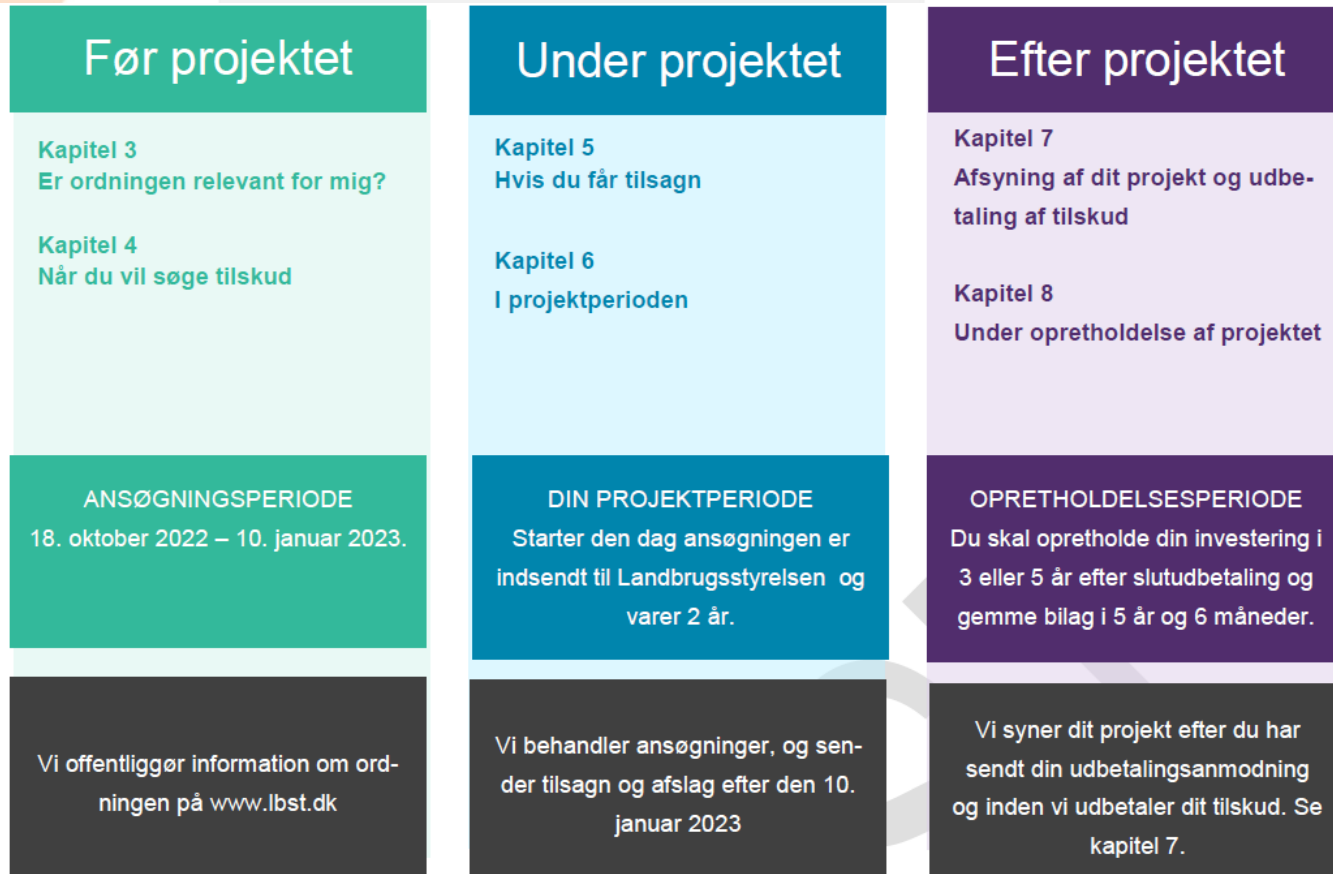 Før projektet
Kapitel 3
Er ordningen relevant for mig?
Kapitel 4
Når du vil søge tilskud
ANSØGNINGSPERIODE
18. oktober 2022 – 10. januar 2023.
Vi offentliggør information om ord-
ningen på www.lbst.dk
Under projektet
Kapitel 5
Hvis du får tilsagn
Kapitel 6
I projektperioden
DIN PROJEKTPERIODE
Starter den dag ansøgningen er
indsendt til Landbrugsstyrelsen og
varer 2 år.
Vi behandler ansøgninger, og sen-
der tilsagn og afslag efter den 10.
januar 2023
Efter projektet
Kapitel 7
Afsyning af dit projekt og udbe-
taling af tilskud
Kapitel 8
Under opretholdelse af projektet
OPRETHOLDELSESPERIODE
Du skal opretholde din investering i
3 eller 5 år efter slutudbetaling og
gemme bilag i 5 år og 6 måneder.
Vi syner dit projekt efter du har
sendt din udbetalingsanmodning
og inden vi udbetaler dit tilskud. Se
kapitel 7.